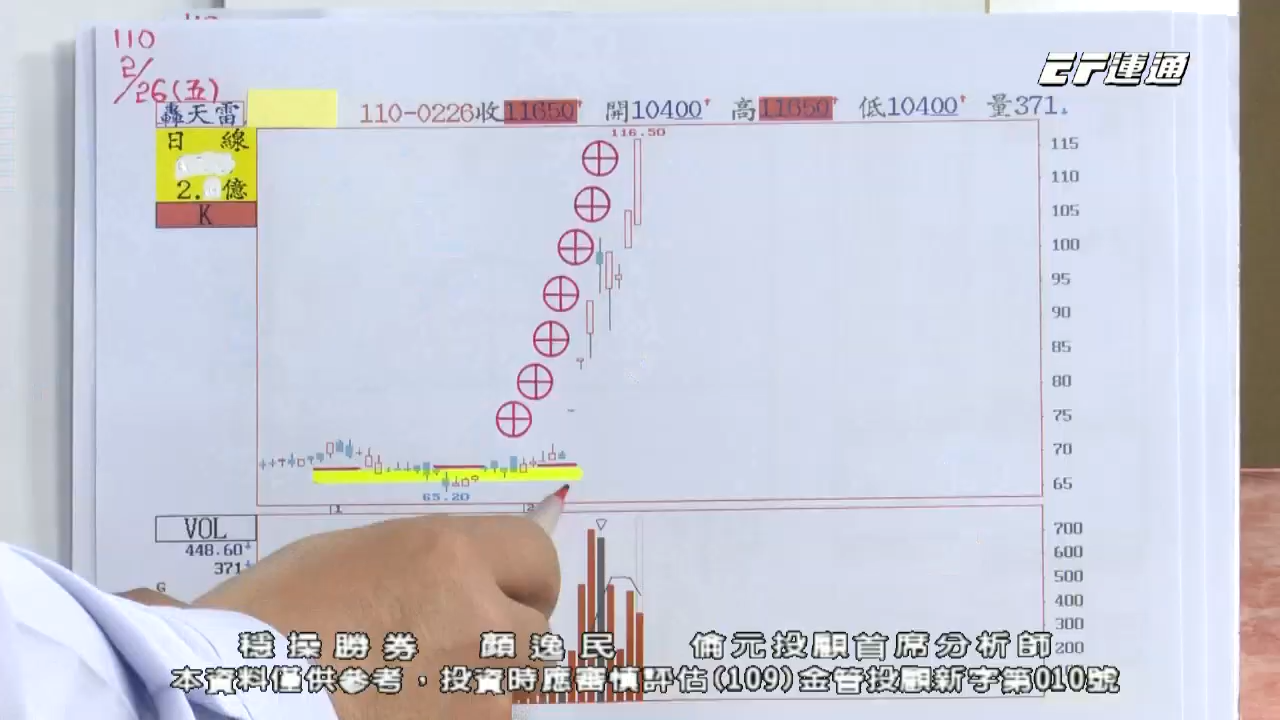 110
2/26(五)
EF運通
轟天雷
110-0226收11650↑ 開10400↑ 高11650↑ 低10400↑ 量371↓
日線
2. 億
K
116.50
115
110
105
100
95
90
85
80
75
70
65
65.20
1
2
VOL
448.60↓
371↓
G
700
600
500
400
300
200
穩操勝券 顏逸民 倫元投顧首席分析師
本資料僅供參考，投資時應審慎評估(109)金管投顧新字第010號